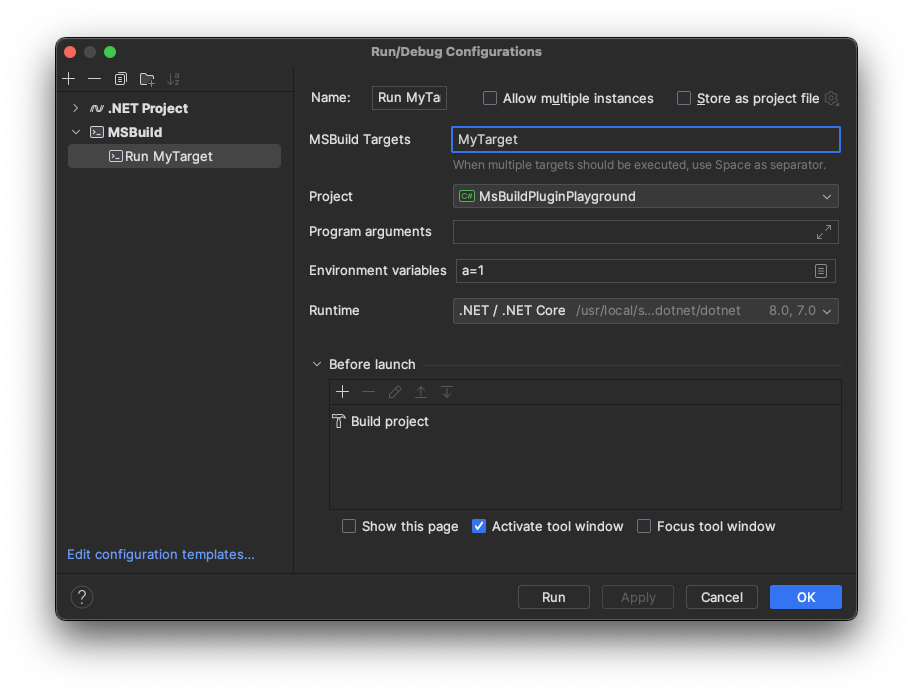 Run/Debug Configurations
.NET Project
MSBuild
Run MyTarget
Edit configuration templates...
Name: Run MyTa Allow multiple instances Store as project file
MSBuild Targets MyTarget
When multiple targets should be executed, use Space as separator.
Project C# MsBuildPluginPlayground
Program arguments
Environment variables a=1
Runtime .NET / .NET Core /usr/local/s...dotnet/dotnet 8.0, 7.0
Before launch
Build project
Show this page Activate tool window Focus tool window
? Run Apply Cancel OK